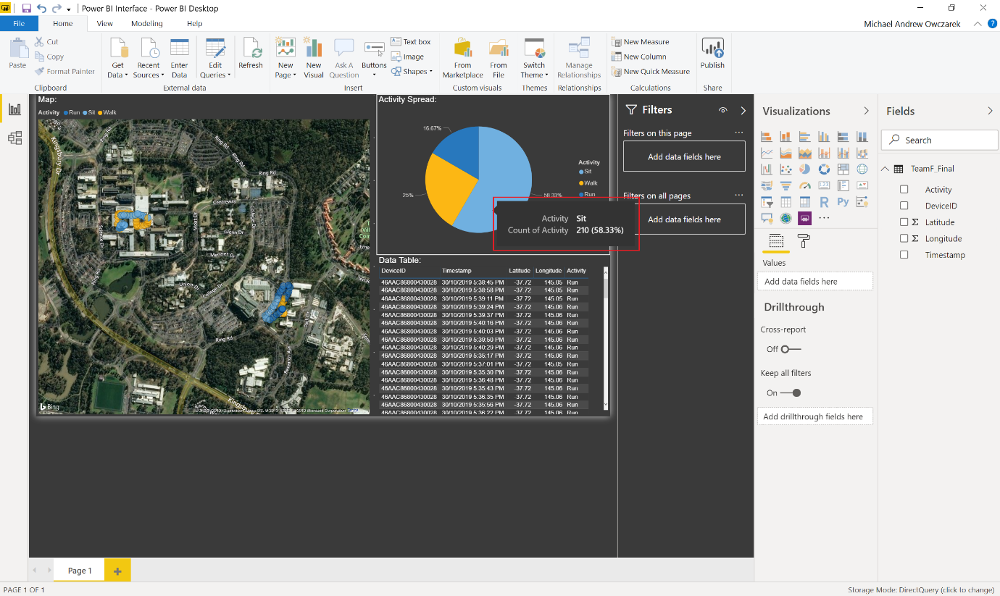 Power BI Interface - Power BI Desktop
File Home View Modeling Help
Michael Andrew Owczarek
?
Paste
Cut
Copy
Format Painter
Clipboard
Get Data
Recent Sources
Enter Data
Edit Queries
Refresh
External data
New Page
New Visual
Ask A Question
Buttons
Text box
Image
Shapes
Insert
From Marketplace
From File
Custom visuals
Switch Theme
Themes
Manage Relationships
Relationships
New Measure
New Column
New Quick Measure
Calculations
Publish
Share
Map:
Activity Run Sit Walk
Kingsbury Dr
Ring Rd
Ring Rd
Ring Rd
Centreway
Moat Dr
Glenn Dr
Menzies Dr
Union Dr
College Dr
Ring Rd
Ring Rd
Bing
Activity Spread:
16.67%
25%
58.33%
Activity
Sit
Walk
Run
Activity Sit
Count of Activity 210 (58.33%)
Data Table:
DeviceID Timestamp Latitude Longitude Activity
46AAC86800430028 30/10/2019 5:38:45 PM -37.72 145.05 Run
46AAC86800430028 30/10/2019 5:38:58 PM -37.72 145.05 Run
46AAC86800430028 30/10/2019 5:39:11 PM -37.72 145.05 Run
46AAC86800430028 30/10/2019 5:39:24 PM -37.72 145.06 Run
46AAC86800430028 30/10/2019 5:39:37 PM -37.72 145.06 Run
46AAC86800430028 30/10/2019 5:40:16 PM -37.72 145.06 Run
46AAC86800430028 30/10/2019 5:40:03 PM -37.72 145.06 Run
46AAC86800430028 30/10/2019 5:39:50 PM -37.72 145.06 Run
46AAC86800430028 30/10/2019 5:40:29 PM -37.72 145.06 Run
46AAC86800430028 30/10/2019 5:35:17 PM -37.72 145.06 Run
46AAC86800430028 30/10/2019 5:37:01 PM -37.72 145.05 Run
46AAC86800430028 30/10/2019 5:35:30 PM -37.72 145.06 Run
46AAC86800430028 30/10/2019 5:36:48 PM -37.72 145.06 Run
46AAC86800430028 30/10/2019 5:35:43 PM -37.72 145.06 Run
46AAC86800430028 30/10/2019 5:36:35 PM -37.72 145.06 Run
46AAC86800430028 30/10/2019 5:35:56 PM -37.72 145.06 Run
46AAC86800430028 30/10/2019 5:36:22 PM -37.72 145.06 Run
Filters
Filters on this page
Add data fields here
Filters on all pages
Add data fields here
Visualizations
123
R Py
Values
Add data fields here
Drillthrough
Cross-report
Off
Keep all filters
On
Add drillthrough fields here
Fields
Search
TeamF_Final
Activity
DeviceID
Σ Latitude
Σ Longitude
Timestamp
Page 1
PAGE 1 OF 1
Storage Mode: DirectQuery (click to change)